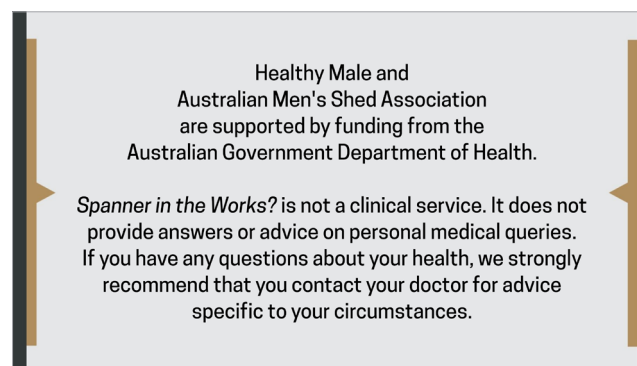 Healthy Male and
Australian Men's Shed Association
are supported by funding from the
Australian Government Department of Health.
Spanner in the Works? is not a clinical service. It does not
provide answers or advice on personal medical queries.
If you have any questions about your health, we strongly
recommend that you contact your doctor for advice
specific to your circumstances.